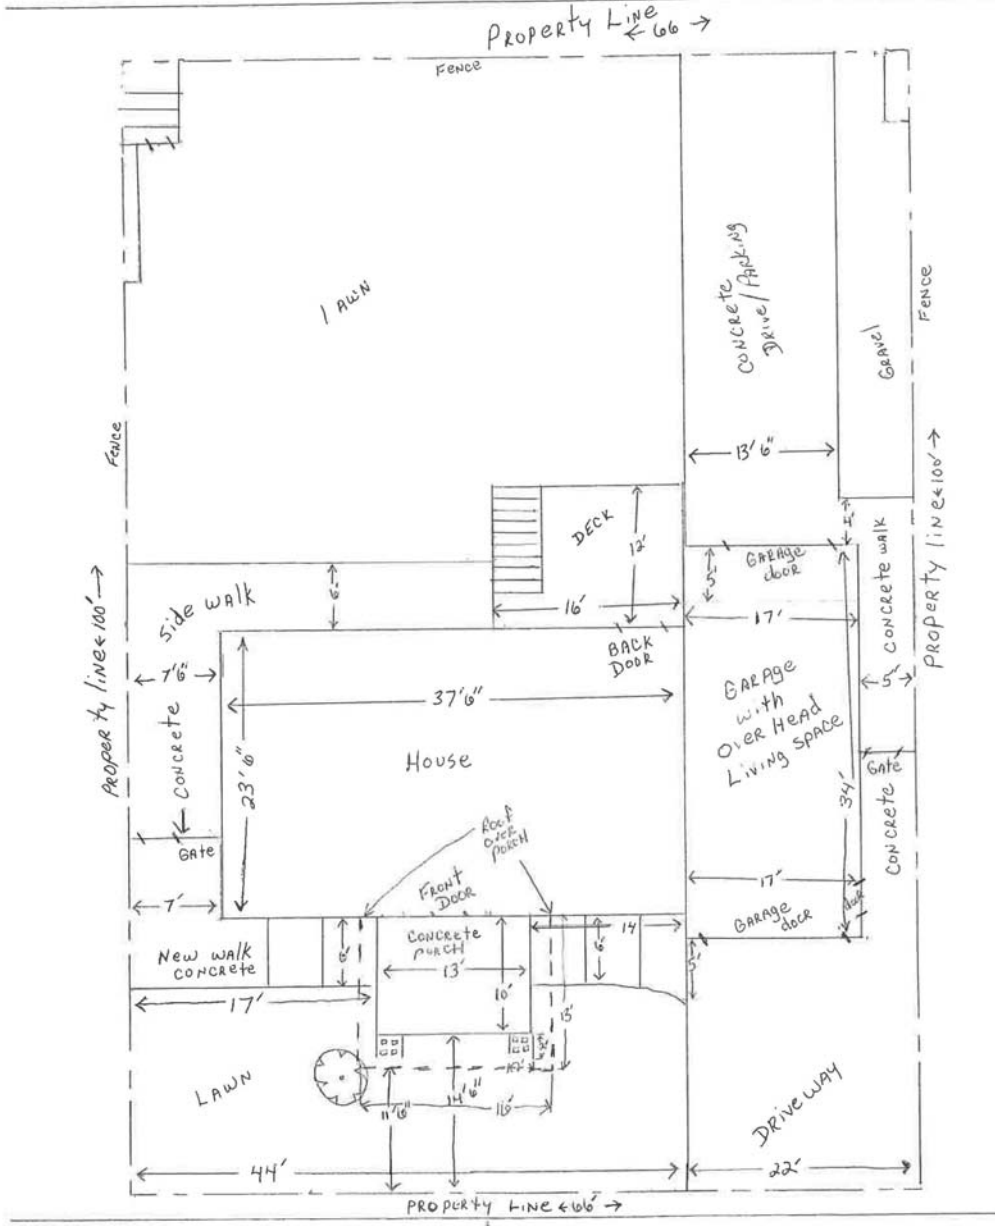 PROPERTY LINE
← 66 →
FENCE
LAWN
CONCRETE
DRIVE/PARKING
GRAVEL
FENCE
FENCE
13' 6"
PROPERTY LINE ← 100' →
4'
DECK
12'
GARAGE
DOOR
5'
CONCRETE WALK
SIDE WALK
6'
16'
17'
PROPERTY LINE ← 100' →
BACK
DOOR
7'6"
5'
37'6"
GARAGE
WITH
OVER HEAD
LIVING SPACE
CONCRETE
23' 6"
HOUSE
34'
GATE
CONCRETE
ROOF
OVER
PORCH
GATE
FRONT
DOOR
17'
7'
DOOR
GARAGE
DOOR
CONCRETE
PORCH
14
NEW WALK
CONCRETE
6'
6'
13'
5'
17'
10'
13'
LAWN
14'6"
11'6"
16'
DRIVEWAY
44'
22'
PROPERTY LINE ← 66' →